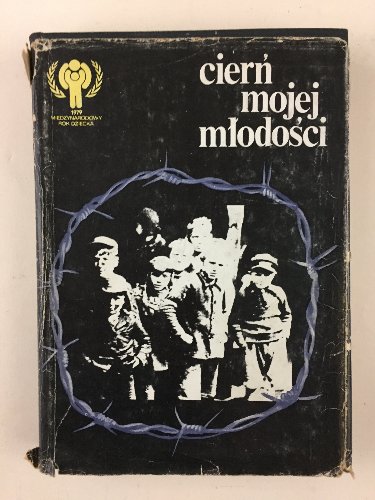 1979
MIĘDZYNARODOWY
ROK DZIECKA
cierń
mojej
młodości